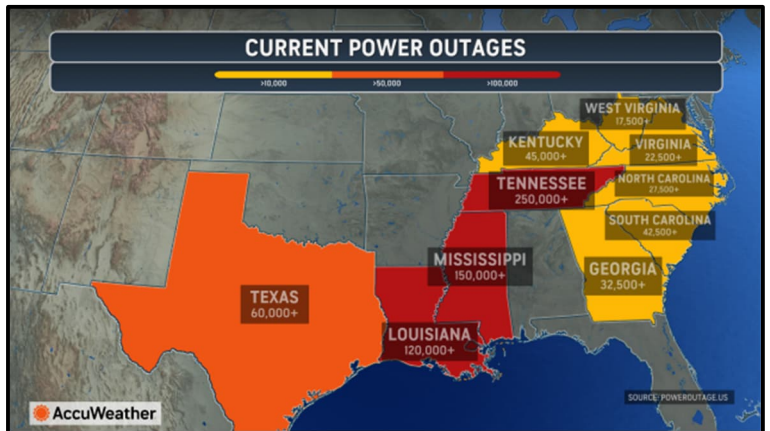 CURRENT POWER OUTAGES
>10,000 >50,000 >100,000
WEST VIRGINIA
17,500+
KENTUCKY
45,000+
VIRGINIA
22,500+
TENNESSEE
250,000+
NORTH CAROLINA
27,500+
SOUTH CAROLINA
42,500+
MISSISSIPPI
150,000+
GEORGIA
32,500+
TEXAS
60,000+
LOUISIANA
120,000+
SOURCE: POWEROUTAGE.US
AccuWeather